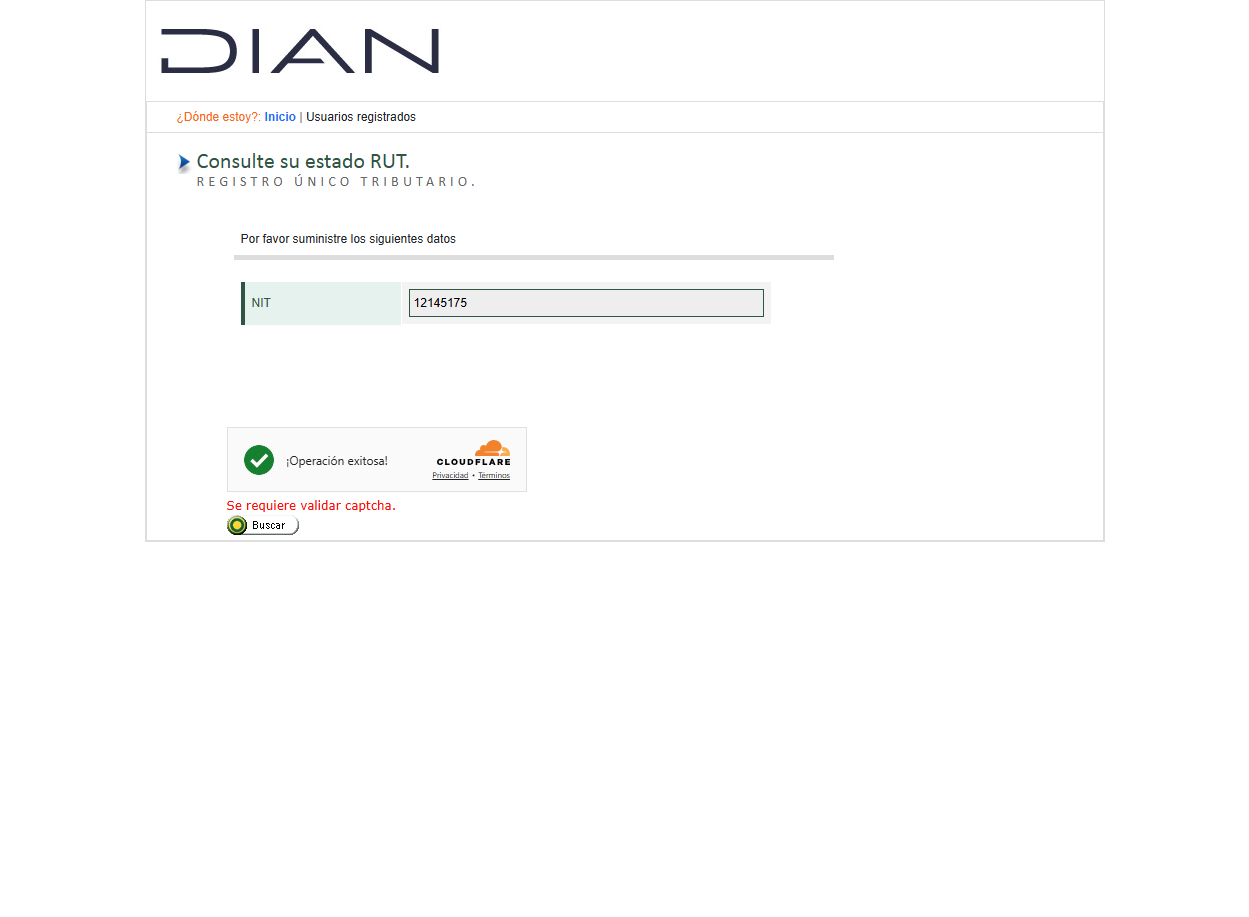 DIAN
¿Dónde estoy?: Inicio | Usuarios registrados
Consulte su estado RUT.
REGISTRO ÚNICO TRIBUTARIO.
Por favor suministre los siguientes datos
NIT 12145175
¡Operación exitosa!
CLOUDFLARE
Privacidad • Términos
Se requiere validar captcha.
Buscar